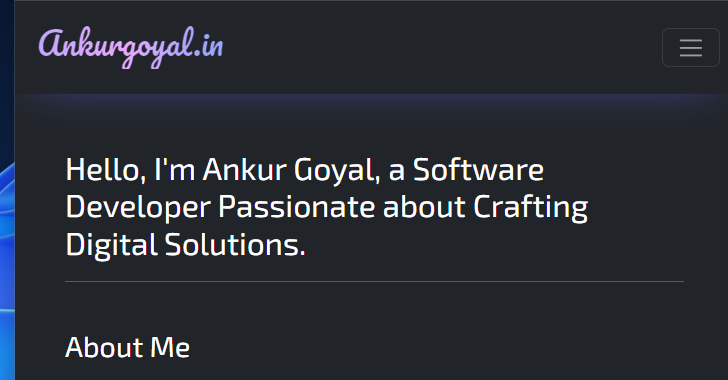 Ankurgoyal.in
Hello, I'm Ankur Goyal, a Software
Developer Passionate about Crafting
Digital Solutions.
About Me